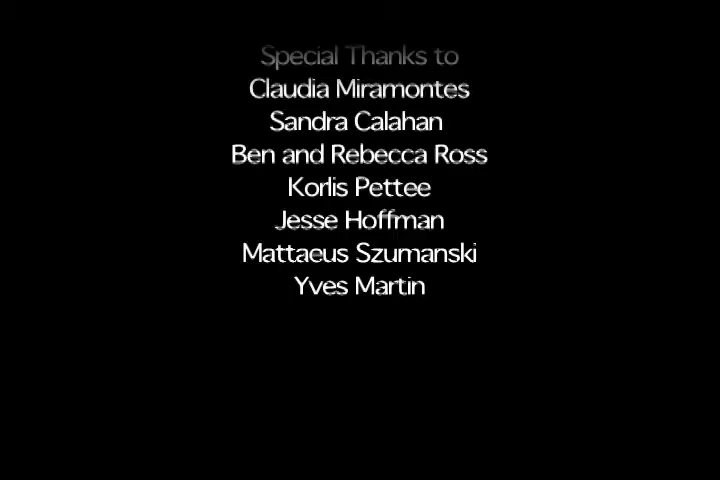 Special Thanks to
Claudia Miramontes
Sandra Calahan
Ben and Rebecca Ross
Korlis Pettee
Jesse Hoffman
Mattaeus Szumanski
Yves Martin